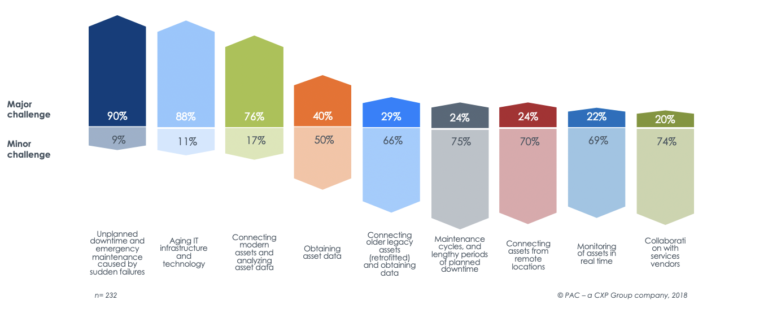 Major
challenge
90%
88%
76%
40%
29%
24%
24%
22%
20%
Minor
challenge
9%
11%
17%
50%
66%
75%
70%
69%
74%
Unplanned
downtime and
emergency
maintenance
caused by
sudden failures
Aging IT
infrastructure
and
technology
Connecting
modern
assets and
analyzing
asset data
Obtaining
asset data
Connecting
older legacy
assets
(retrofitted)
and obtaining
data
Maintenance
cycles, and
lengthy periods
of planned
downtime
Connecting
assets from
remote
locations
Monitoring
of assets in
real time
Collaborati
on with
services
vendors
n= 232
© PAC – a CXP Group company, 2018